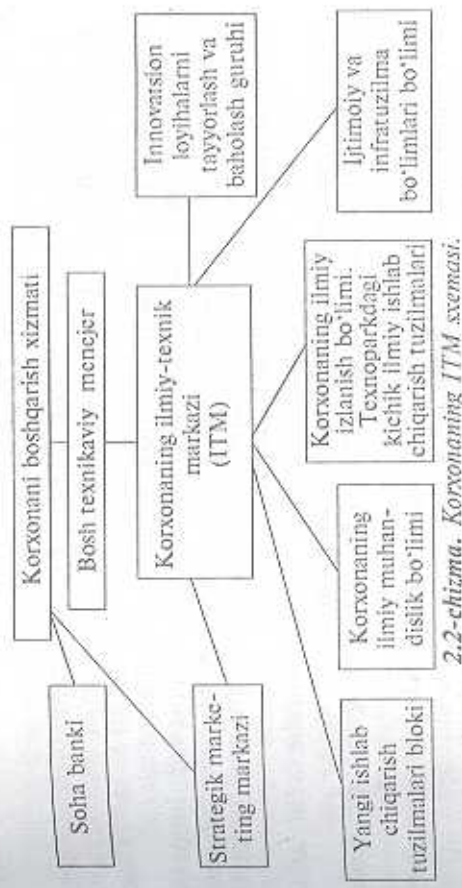 Korxonani boshqarish xizmati
Soha banki
Bosh texnikaviy menejer
Innovatsion
loyihalarni
tayyorlash va
baholash guruhi
Strategik marke-
ting markazi
Korxonaning ilmiy-texnik
markazi
(ITM)
Yangi ishlab
chiqarish
tuzilmalari bloki
Korxonaning
ilmiy muhan-
dislik bo‘limi
Korxonaning ilmiy
izlanish bo‘limi.
Texnoparkdagi
kichik ilmiy ishlab
chiqarish tuzilmalari
Ijtimoiy va
infratuzilma
bo‘limlari bo‘limi
2.2-chizma. Korxonaning ITM sxemasi.